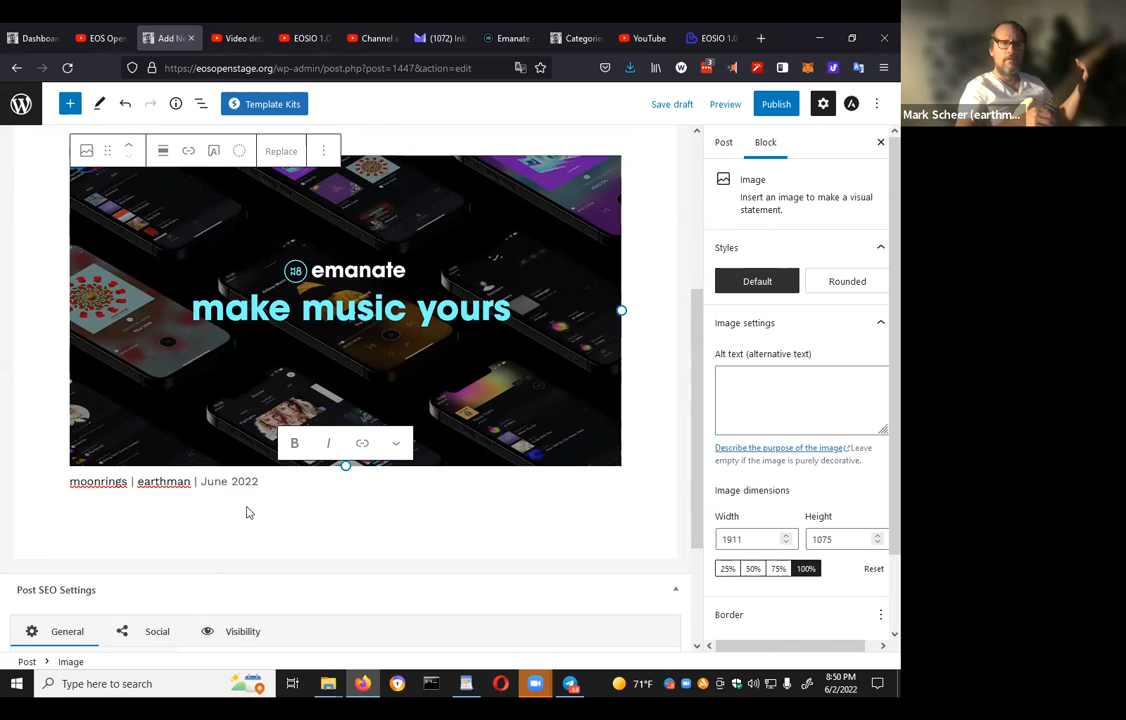 Dashboa
EOS Open
Add Ne
Video det
EOSIO 1.0
Channel a
(1072) Inb
Emanate
Categorie
YouTube
EOSIO 1.0
https://eosopenstage.org/wp-admin/post.php?post=1447&action=edit
3
Mark Scheer (earthm...
Template Kits
Save draft
Preview
Publish
Replace
Post
Block
Image
Insert an image to make a visual
statement.
Styles
Default
Rounded
emanate
make music yours
Image settings
Alt text (alternative text)
B I
Describe the purpose of the image Leave
empty if the image is purely decorative.
moonrings | earthman | June 2022
Image dimensions
Width
Height
1911
1075
25%
50%
75%
100%
Reset
Post SEO Settings
Border
General
Social
Visibility
Post
Image
Type here to search
71°F
8:50 PM
6/2/2022